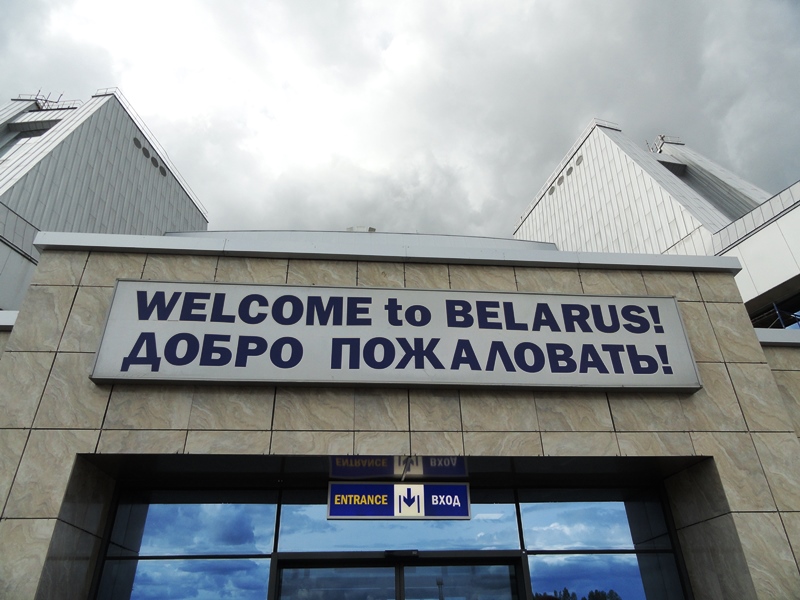 WELCOME to BELARUS!
ДОБРО ПОЖАЛОВАТЬ!
ENTRANCE ВХОД